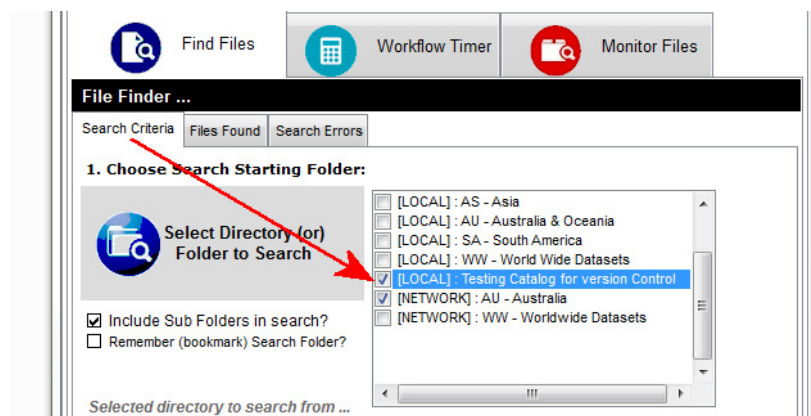 Find Files
Workflow Timer
Monitor Files
File Finder ...
Search Criteria
Files Found
Search Errors
1. Choose Search Starting Folder:
Select Directory (or)
Folder to Search
[LOCAL] : AS - Asia
[LOCAL] : AU - Australia & Oceania
[LOCAL] : SA - South America
[LOCAL] : WW - World Wide Datasets
[LOCAL] : Testing Catalog for version Control
[NETWORK] : AU - Australia
[NETWORK] : WW - Worldwide Datasets
Include Sub Folders in search?
Remember (bookmark) Search Folder?
Selected directory to search from ...